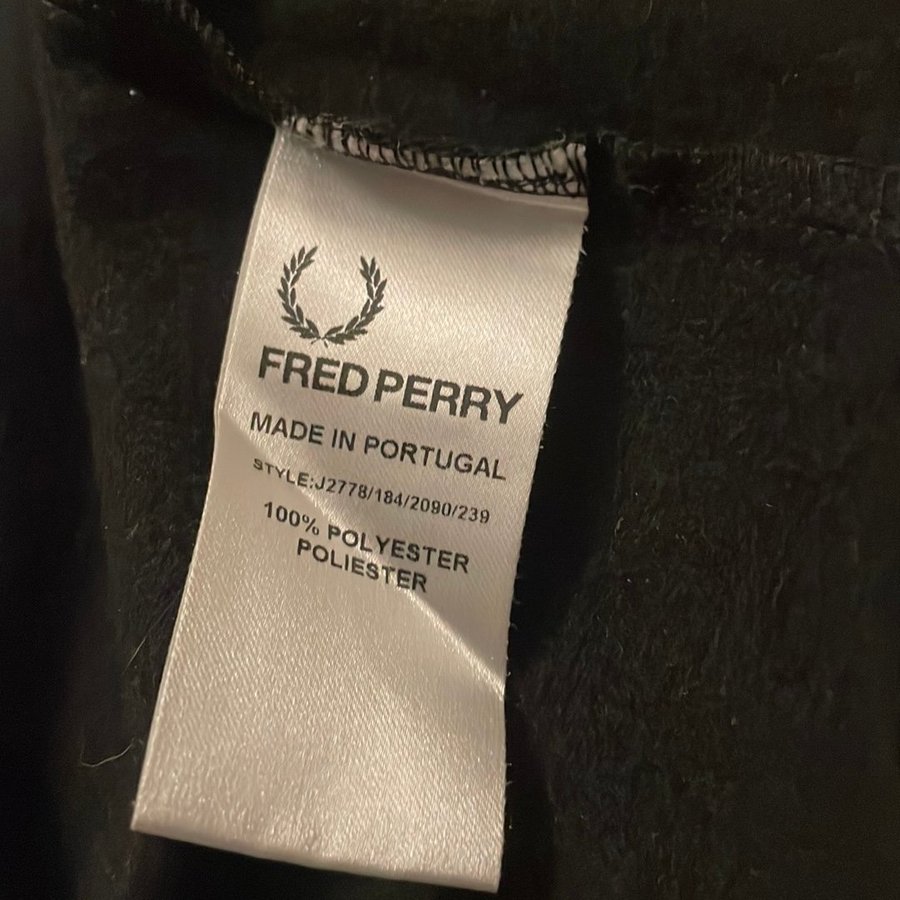 FRED PERRY
MADE IN PORTUGAL
STYLE:J2778/184/2090/239
100% POLYESTER
POLIESTER